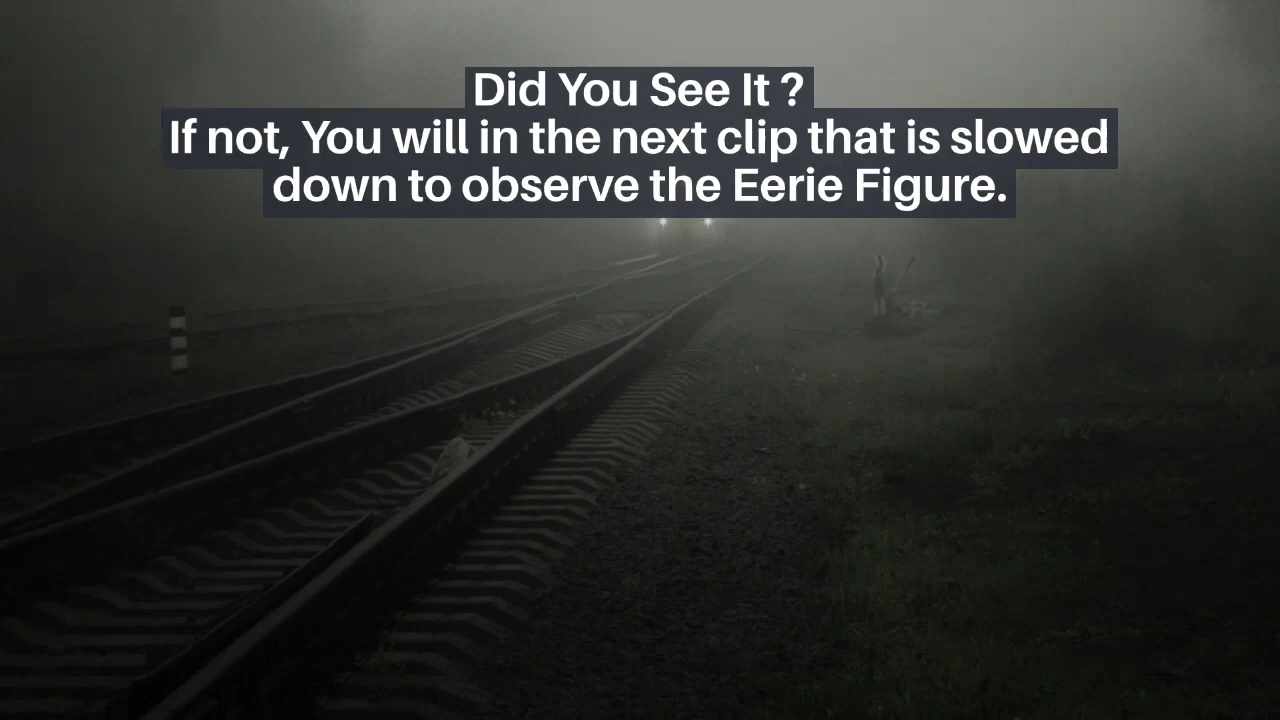 Did You See It ?
If not, You will in the next clip that is slowed
down to observe the Eerie Figure.